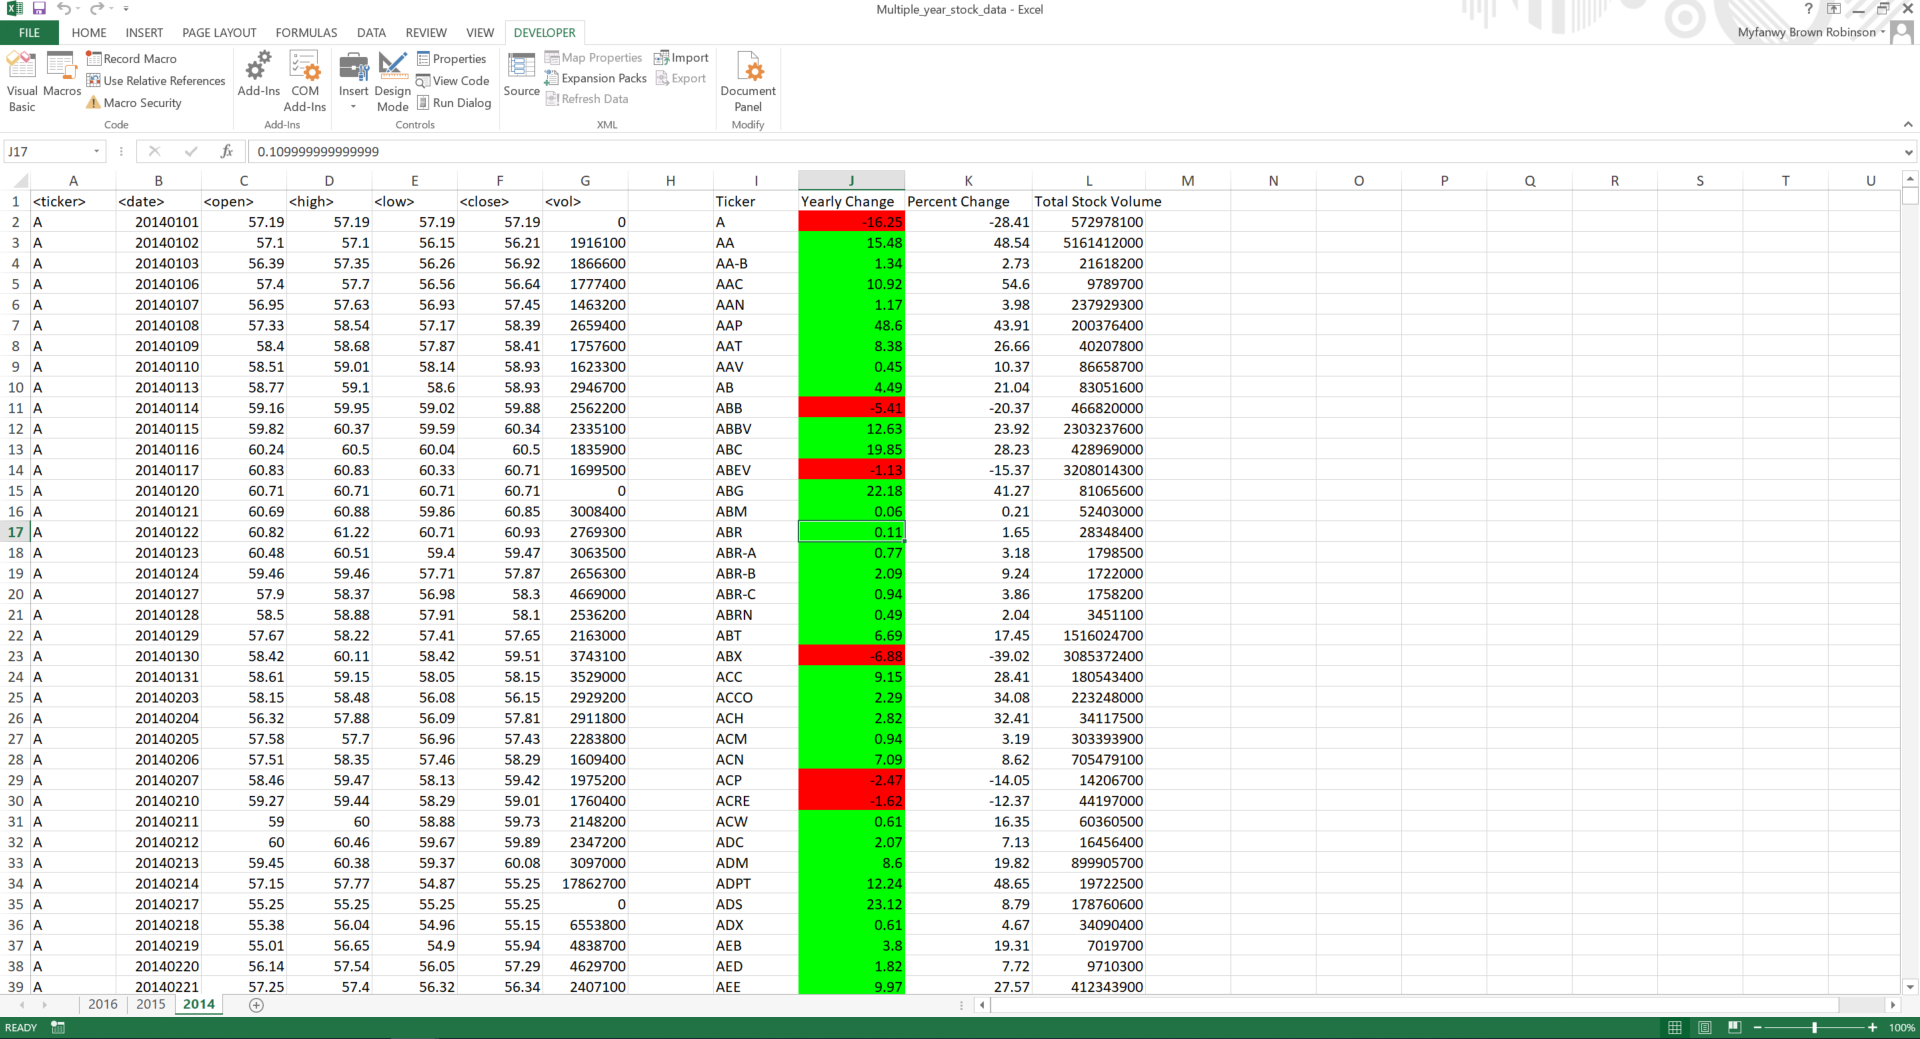 Multiple_year_stock_data - Excel
FILE HOME INSERT PAGE LAYOUT FORMULAS DATA REVIEW VIEW DEVELOPER
Myfanwy Brown Robinson
Visual Basic
Macros
Record Macro
Use Relative References
Macro Security
Code
Add-Ins
COM Add-Ins
Add-Ins
Insert
Design Mode
Properties
View Code
Run Dialog
Controls
Source
Map Properties
Expansion Packs
Refresh Data
Import
Export
XML
Document Panel
Modify
J17 fx 0.109999999999999
A B C D E F G H I J K L M N O P Q R S T U
1 <ticker> <date> <open> <high> <low> <close> <vol> Ticker Yearly Change Percent Change Total Stock Volume
2 A 20140101 57.19 57.19 57.19 57.19 0 A -16.25 -28.41 572978100
3 A 20140102 57.1 57.1 56.15 56.21 1916100 AA 15.48 48.54 5161412000
4 A 20140103 56.39 57.35 56.26 56.92 1866600 AA-B 1.34 2.73 21618200
5 A 20140106 57.4 57.7 56.56 56.64 1777400 AAC 10.92 54.6 9789700
6 A 20140107 56.95 57.63 56.93 57.45 1463200 AAN 1.17 3.98 237929300
7 A 20140108 57.33 58.54 57.17 58.39 2659400 AAP 48.6 43.91 200376400
8 A 20140109 58.4 58.68 57.87 58.41 1757600 AAT 8.38 26.66 40207800
9 A 20140110 58.51 59.01 58.14 58.93 1623300 AAV 0.45 10.37 86658700
10 A 20140113 58.77 59.1 58.6 58.93 2946700 AB 4.49 21.04 83051600
11 A 20140114 59.16 59.95 59.02 59.88 2562200 ABB -5.41 -20.37 466820000
12 A 20140115 59.82 60.37 59.59 60.34 2335100 ABBV 12.63 23.92 2303237600
13 A 20140116 60.24 60.5 60.04 60.5 1835900 ABC 19.85 28.23 428969000
14 A 20140117 60.83 60.83 60.33 60.71 1699500 ABEV -1.13 -15.37 3208014300
15 A 20140120 60.71 60.71 60.71 60.71 0 ABG 22.18 41.27 81065600
16 A 20140121 60.69 60.88 59.86 60.85 3008400 ABM 0.06 0.21 52403000
17 A 20140122 60.82 61.22 60.71 60.93 2769300 ABR 0.11 1.65 28348400
18 A 20140123 60.48 60.51 59.4 59.47 3063500 ABR-A 0.77 3.18 1798500
19 A 20140124 59.46 59.46 57.71 57.87 2656300 ABR-B 2.09 9.24 1722000
20 A 20140127 57.9 58.37 56.98 58.3 4669000 ABR-C 0.94 3.86 1758200
21 A 20140128 58.5 58.88 57.91 58.1 2536200 ABRN 0.49 2.04 3451100
22 A 20140129 57.67 58.22 57.41 57.65 2163000 ABT 6.69 17.45 1516024700
23 A 20140130 58.42 60.11 58.42 59.51 3743100 ABX -6.88 -39.02 3085372400
24 A 20140131 58.61 59.15 58.05 58.15 3529000 ACC 9.15 28.41 180543400
25 A 20140203 58.15 58.48 56.08 56.15 2929200 ACCO 2.29 34.08 223248000
26 A 20140204 56.32 57.88 56.09 57.81 2911800 ACH 2.82 32.41 34117500
27 A 20140205 57.58 57.7 56.96 57.43 2283800 ACM 0.94 3.19 303393900
28 A 20140206 57.51 58.35 57.46 58.29 1609400 ACN 7.09 8.62 705479100
29 A 20140207 58.46 59.47 58.13 59.42 1975200 ACP -2.47 -14.05 14206700
30 A 20140210 59.27 59.44 58.29 59.01 1760400 ACRE -1.62 -12.37 44197000
31 A 20140211 59 60 58.88 59.73 2148200 ACW 0.61 16.35 60360500
32 A 20140212 60 60.46 59.67 59.89 2347200 ADC 2.07 7.13 16456400
33 A 20140213 59.45 60.38 59.37 60.08 3097000 ADM 8.6 19.82 899905700
34 A 20140214 57.15 57.77 54.87 55.25 17862700 ADPT 12.24 48.65 19722500
35 A 20140217 55.25 55.25 55.25 55.25 0 ADS 23.12 8.79 178760600
36 A 20140218 55.38 56.04 54.96 55.15 6553800 ADX 0.61 4.67 34090400
37 A 20140219 55.01 56.65 54.9 55.94 4838700 AEB 3.8 19.31 7019700
38 A 20140220 56.14 57.54 56.05 57.29 4629700 AED 1.82 7.72 9710300
39 A 20140221 57.25 57.4 56.32 56.34 2407100 AEE 9.97 27.57 412343900
2016 2015 2014
READY 100%